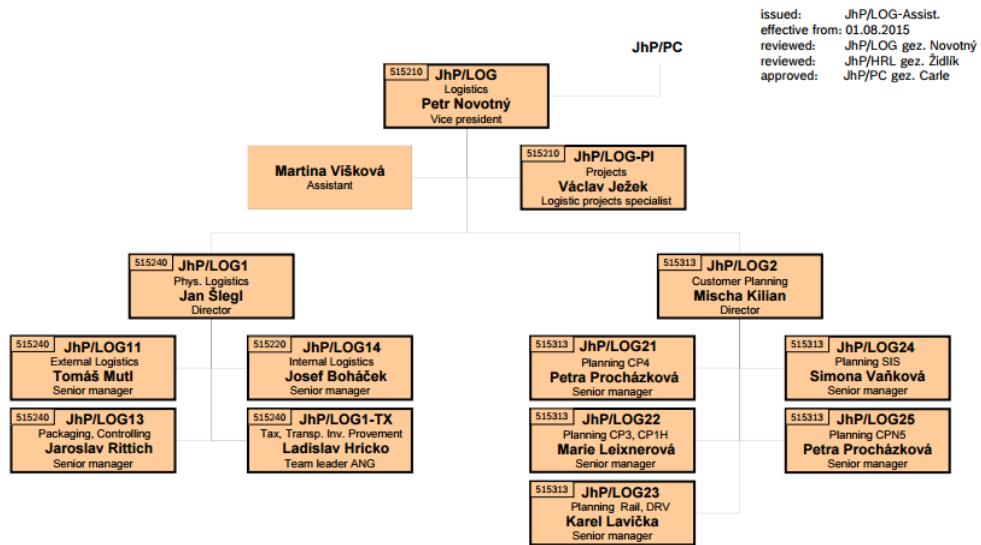 issued: JhP/LOG-Assist.
effective from: 01.08.2015
reviewed: JhP/LOG gez. Novotný
reviewed: JhP/HRL gez. Židlík
approved: JhP/PC gez. Carle
JhP/PC
515210 JhP/LOG
Logistics
Petr Novotný
Vice president
Martina Víšková
Assistant
515210 JhP/LOG-PI
Projects
Václav Ježek
Logistic projects specialist
515240 JhP/LOG1
Phys. Logistics
Jan Šlegl
Director
515313 JhP/LOG2
Customer Planning
Mischa Kilian
Director
515240 JhP/LOG11
External Logistics
Tomáš Mutl
Senior manager
515220 JhP/LOG14
Internal Logistics
Josef Boháček
Senior manager
515240 JhP/LOG13
Packaging, Controlling
Jaroslav Rittich
Senior manager
515240 JhP/LOG1-TX
Tax, Transp. Inv. Provement
Ladislav Hricko
Team leader ANG
515313 JhP/LOG21
Planning CP4
Petra Procházková
Senior manager
515313 JhP/LOG24
Planning SIS
Simona Vaňková
Senior manager
515313 JhP/LOG22
Planning CP3, CP1H
Marie Leixnerová
Senior manager
515313 JhP/LOG25
Planning CPN5
Petra Procházková
Senior manager
515313 JhP/LOG23
Planning Rail, DRV
Karel Lavička
Senior manager